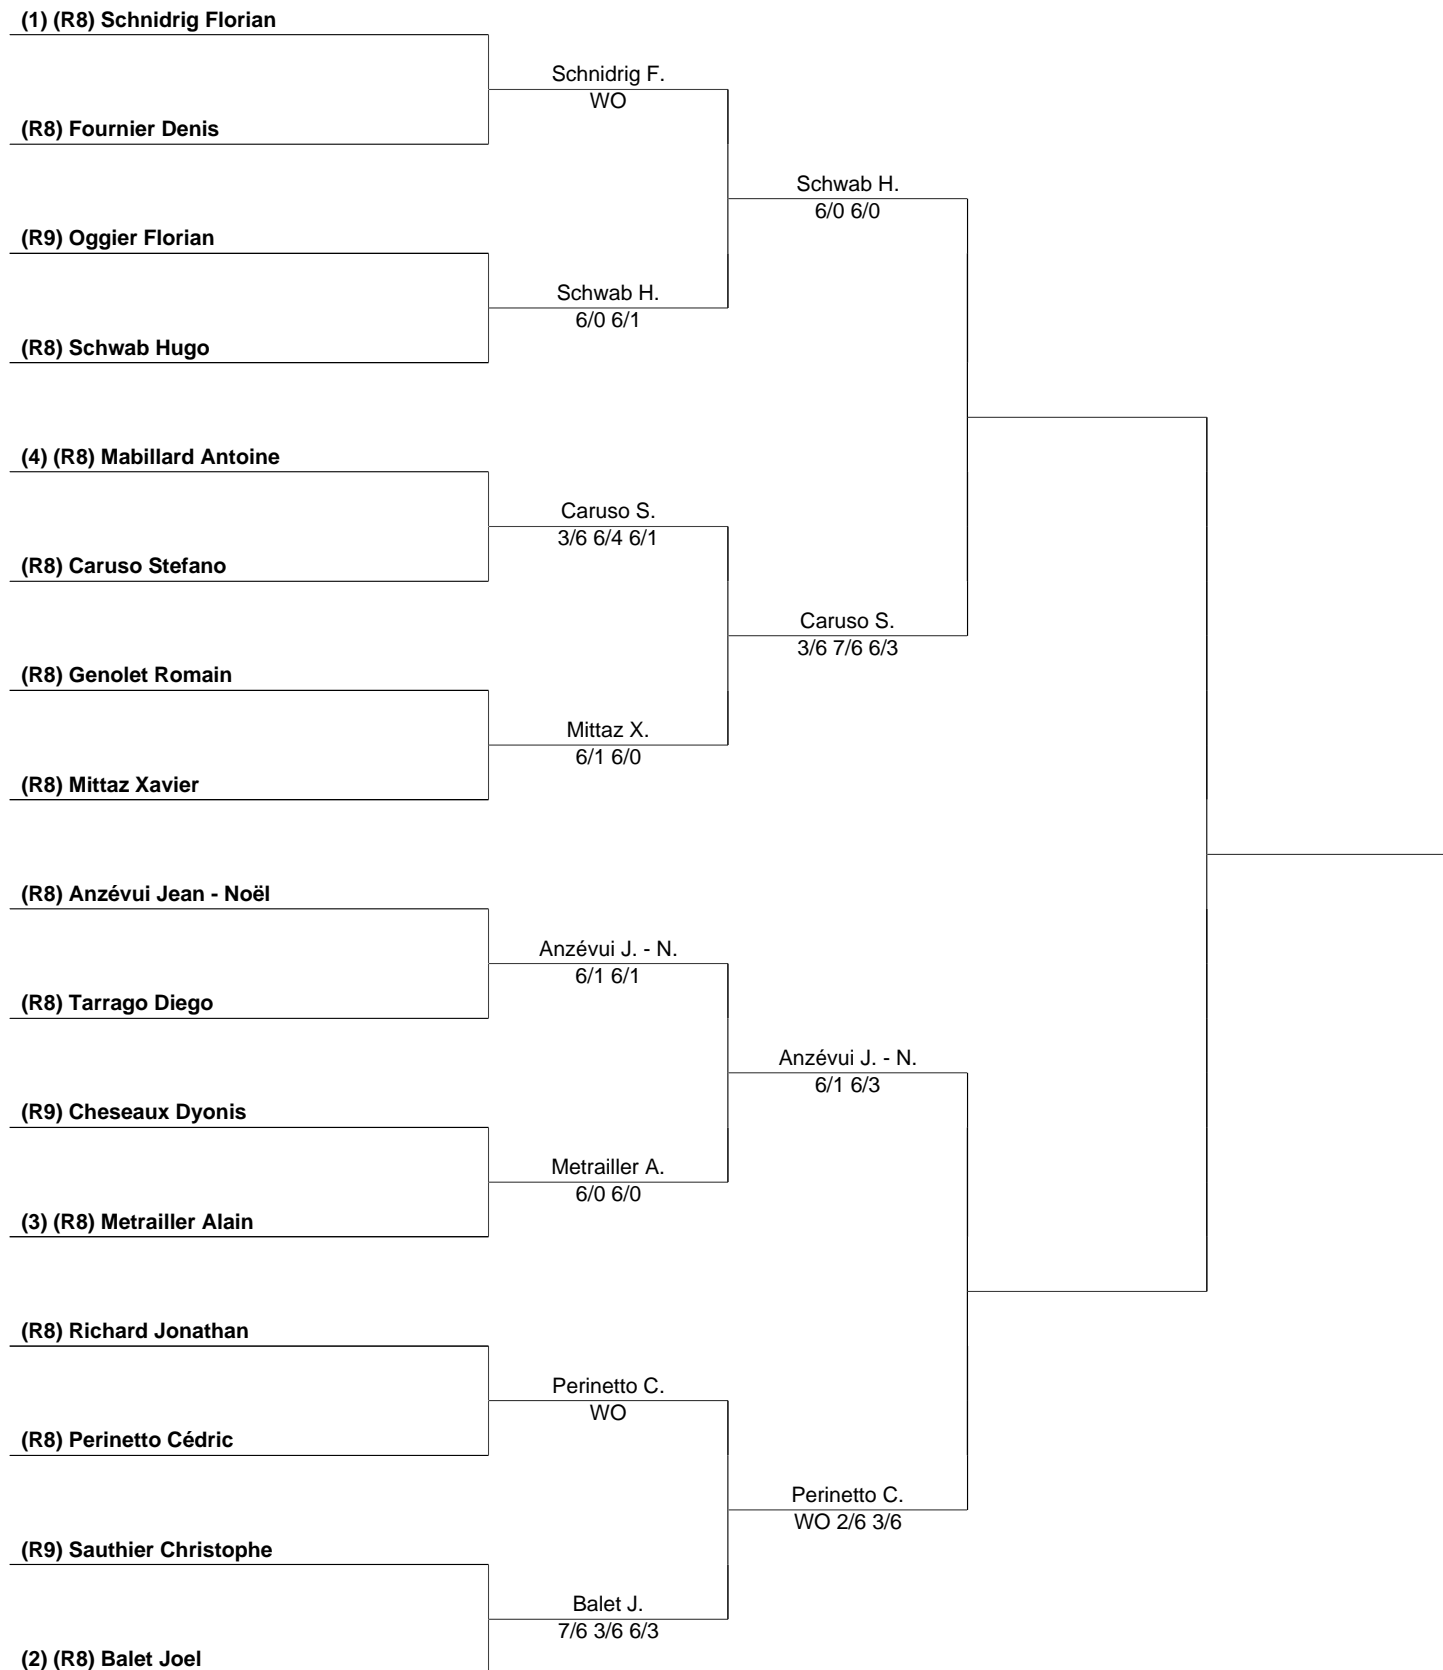 (1) (R8) Schnidrig Florian
Schnidrig F.
WO
(R8) Fournier Denis
Schwab H.
6/0 6/0
(R9) Oggier Florian
Schwab H.
6/0 6/1
(R8) Schwab Hugo
(4) (R8) Mabillard Antoine
Caruso S.
3/6 6/4 6/1
(R8) Caruso Stefano
Caruso S.
3/6 7/6 6/3
(R8) Genolet Romain
Mittaz X.
6/1 6/0
(R8) Mittaz Xavier
(R8) Anzévui Jean - Noël
Anzévui J. - N.
6/1 6/1
(R8) Tarrago Diego
Anzévui J. - N.
6/1 6/3
(R9) Cheseaux Dyonis
Metrailler A.
6/0 6/0
(3) (R8) Metrailler Alain
(R8) Richard Jonathan
Perinetto C.
WO
(R8) Perinetto Cédric
Perinetto C.
WO 2/6 3/6
(R9) Sauthier Christophe
Balet J.
7/6 3/6 6/3
(2) (R8) Balet Joel